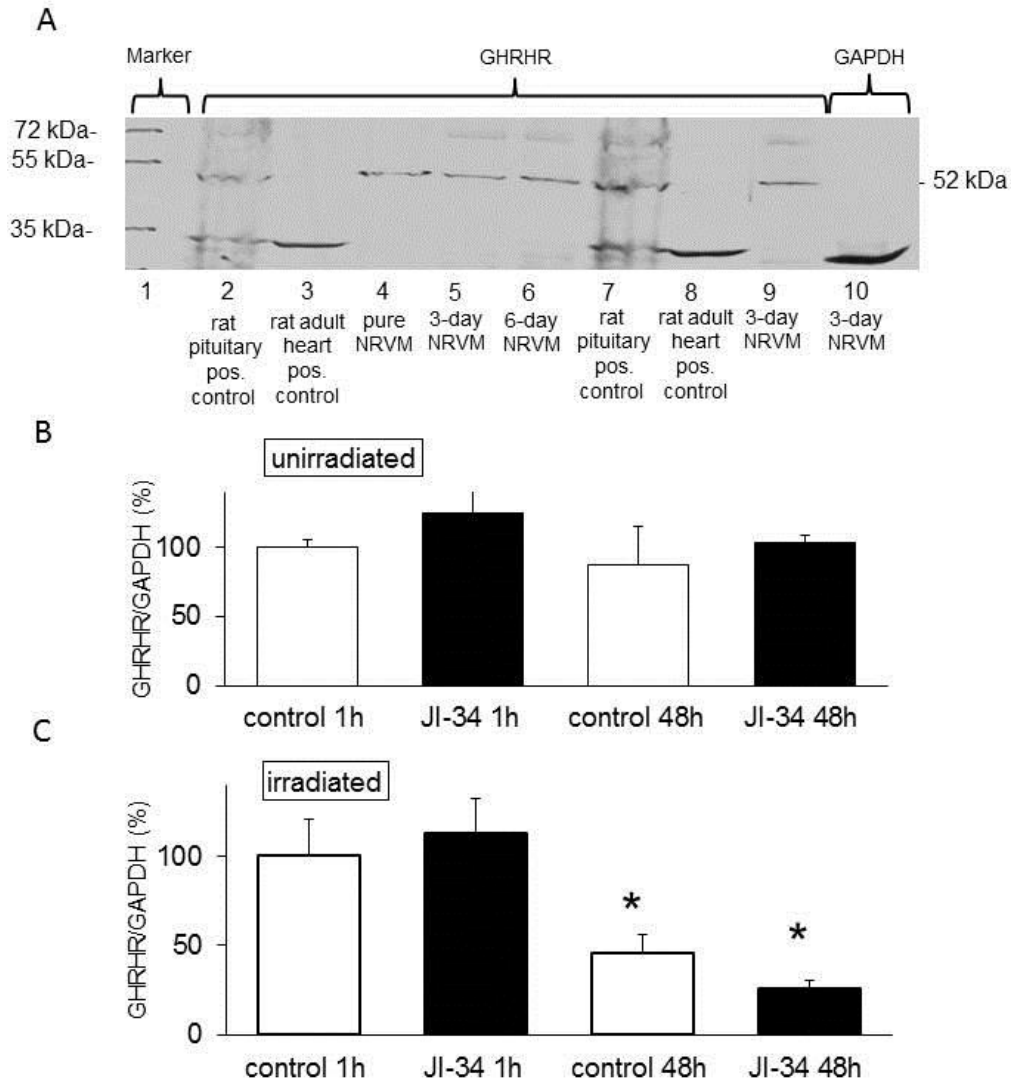 A
Marker GHRHR GAPDH
72 kDa-
55 kDa-
- 52 kDa
35 kDa-
1 2 3 4 5 6 7 8 9 10
rat pituitary pos. control
rat adult heart pos. control
pure NRVM
3-day NRVM
6-day NRVM
rat pituitary pos. control
rat adult heart pos. control
3-day NRVM
3-day NRVM
B
unirradiated
GHRHR/GAPDH (%)
100
50
0
control 1h JI-34 1h control 48h JI-34 48h
C
irradiated
GHRHR/GAPDH (%)
100
50
0
* *
control 1h JI-34 1h control 48h JI-34 48h